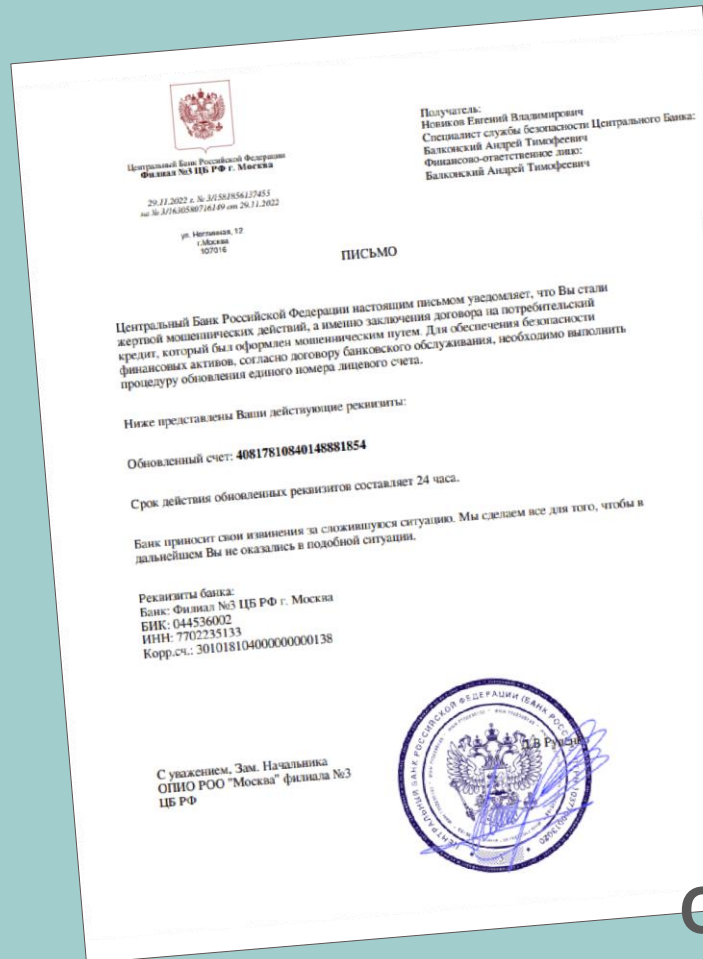 Центральный Банк Российской Федерации
Филиал №3 ЦБ РФ г. Москва
29.11.2022 г. № 3/1581856137455
на № 3/1630580716149 от 29.11.2022
ул. Неглинная, 12
г.Москва
107016
Получатель:
Новиков Евгений Владимирович
Специалист службы безопасности Центрального Банка:
Балконский Андрей Тимофеевич
Финансово-ответственное лицо:
Балконский Андрей Тимофеевич
ПИСЬМО
Центральный Банк Российской Федерации настоящим письмом уведомляет, что Вы стали
жертвой мошеннических действий, а именно заключения договора на потребительский
кредит, который был оформлен мошенническим путем. Для обеспечения безопасности
финансовых активов, согласно договору банковского обслуживания, необходимо выполнить
процедуру обновления единого номера лицевого счета.
Ниже представлены Ваши действующие реквизиты:
Обновленный счет: 40817810840148881854
Срок действия обновленных реквизитов составляет 24 часа.
Банк приносит свои извинения за сложившуюся ситуацию. Мы сделаем все для того, чтобы в
дальнейшем Вы не оказались в подобной ситуации.
Реквизиты банка:
Банк: Филиал №3 ЦБ РФ г. Москва
БИК: 044536002
ИНН: 7702235133
Корр.сч.: 301018104000000000138
С уважением, Зам. Начальника
ОПИО РОО "Москва" филиала №3
ЦБ РФ
ЦЕНТРАЛЬНЫЙ БАНК РОССИЙСКОЙ ФЕДЕРАЦИИ (БАНК